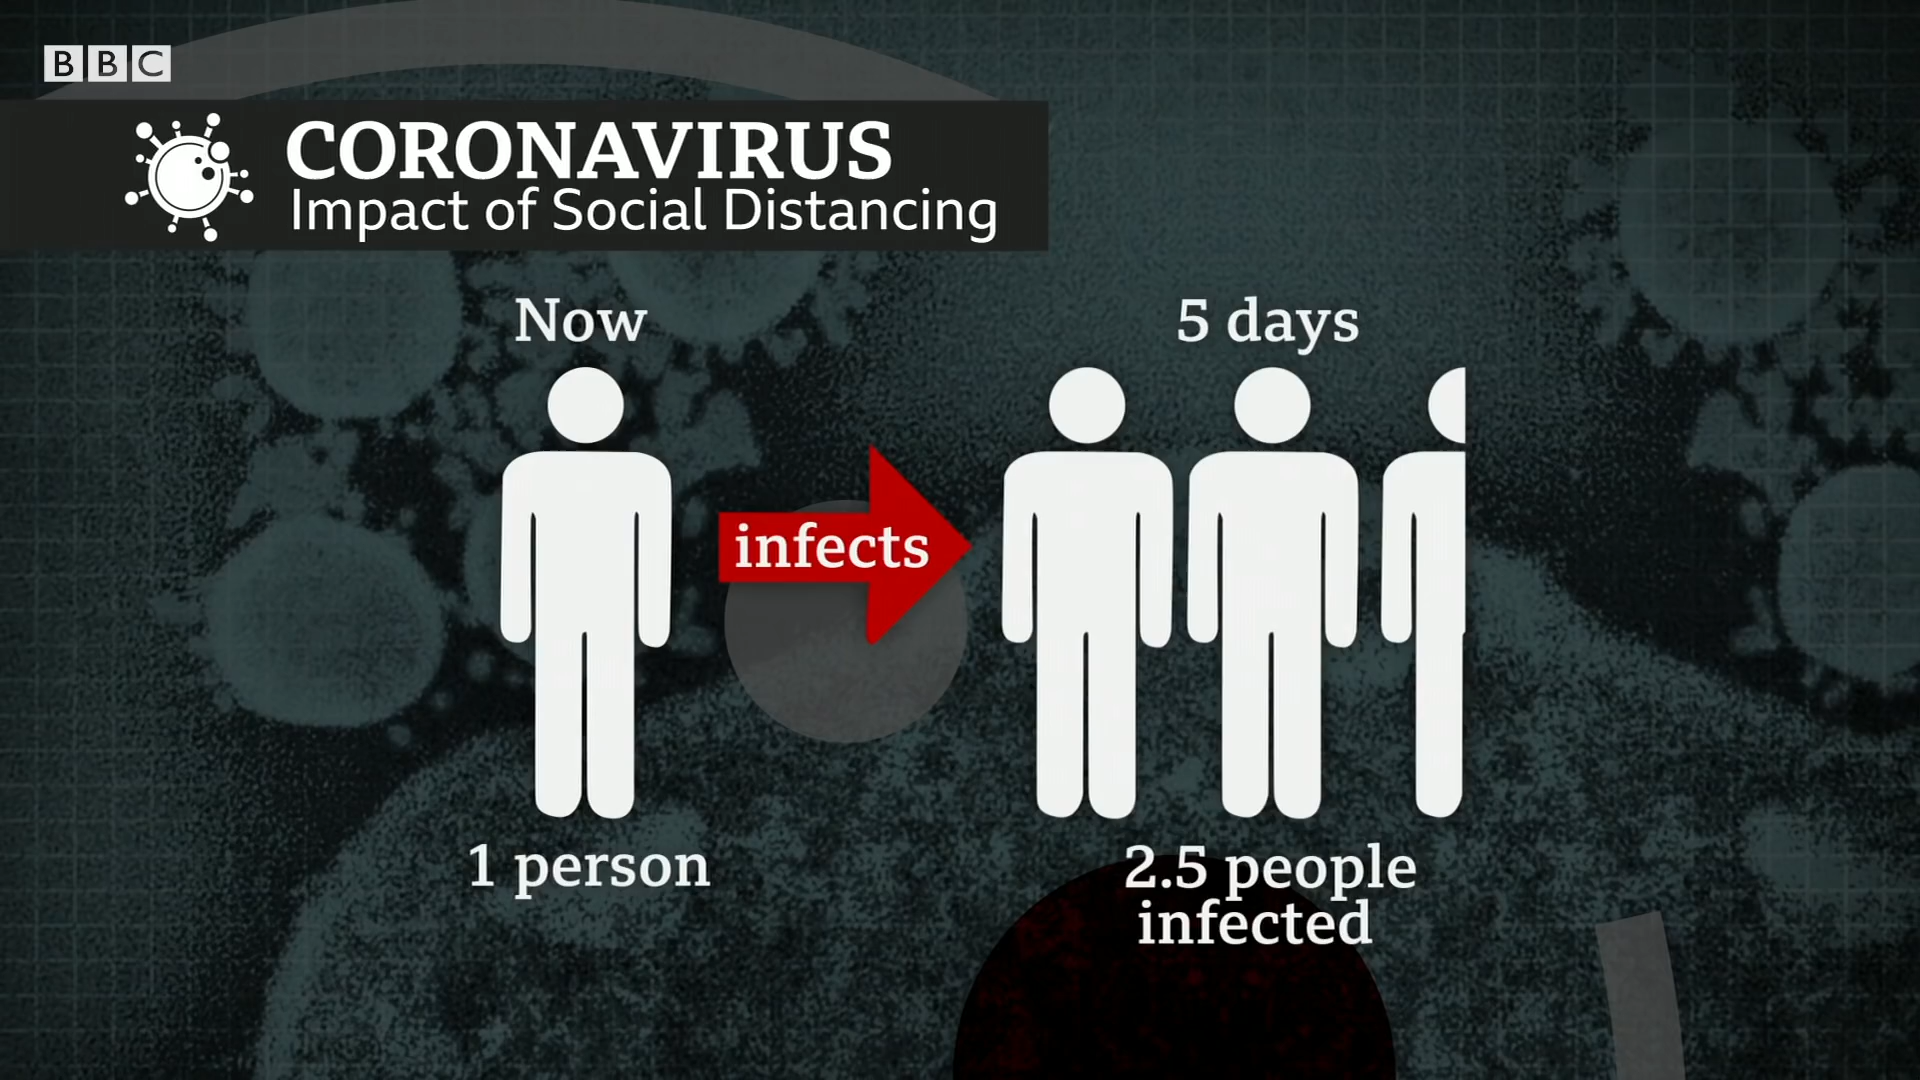 BBC
CORONAVIRUS
Impact of Social Distancing
Now
5 days
infects
1 person
2.5 people
infected